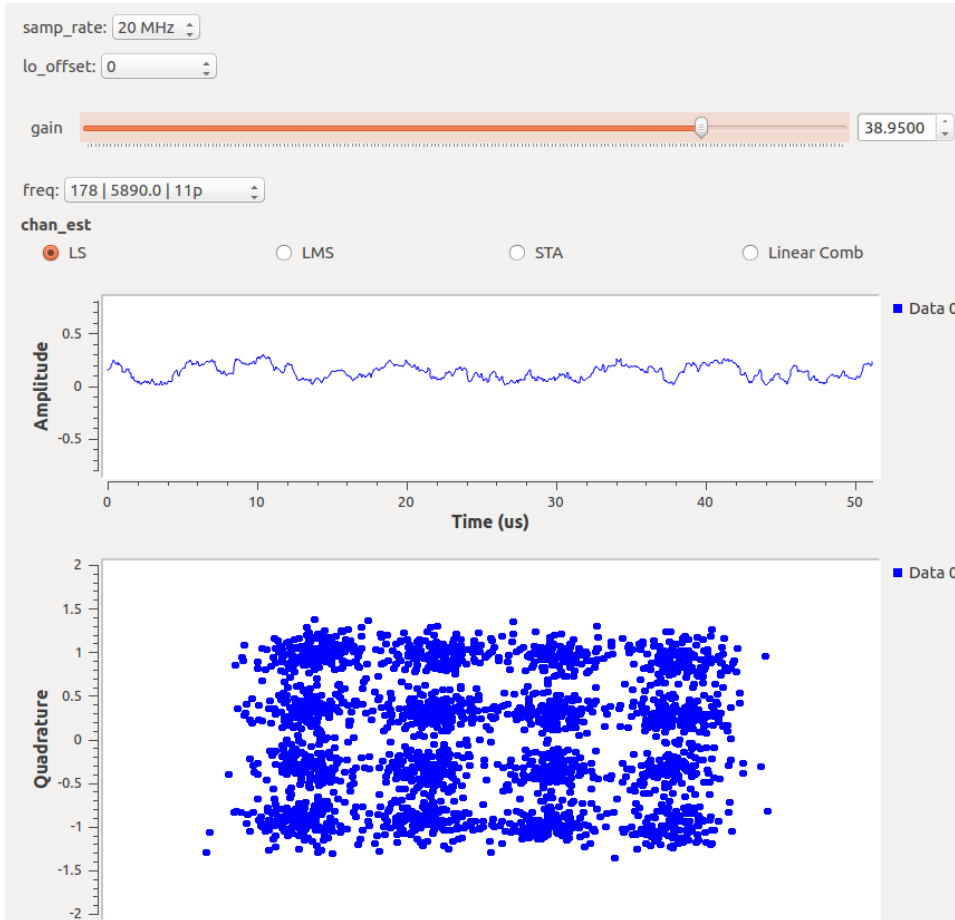 samp_rate: 20 MHz
lo_offset: 0
gain 38.9500
freq: 178 | 5890.0 | 11p
chan_est
LS LMS STA Linear Comb
Data 0
0.5
0
-0.5
Amplitude
0 10 20 30 40 50
Time (us)
Data 0
2
1.5
1
0.5
0
-0.5
-1
-1.5
-2
Quadrature